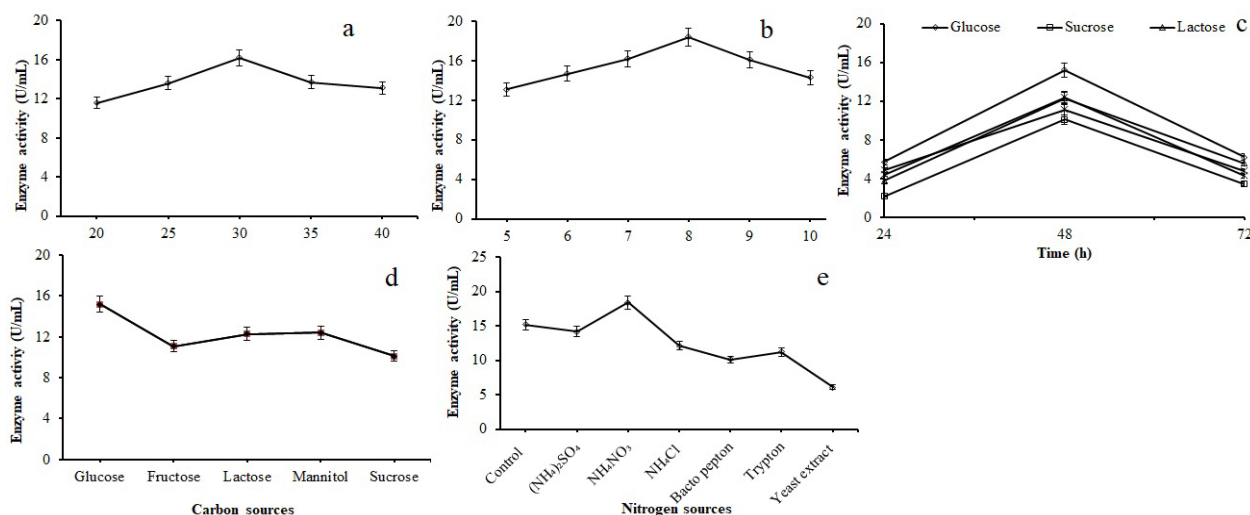 a
Enzyme activity (U/mL)
20
16
12
8
4
0
20 25 30 35 40
b
Enzyme activity (U/mL)
20
16
12
8
4
0
5 6 7 8 9 10
c
Glucose Sucrose Lactose
Enzyme activity (U/mL)
20
16
12
8
4
0
24 48 72
Time (h)
d
Enzyme activiy (U/mL)
20
16
12
8
4
0
Glucose Fructose Lactose Mannitol Sucrose
Carbon sources
e
Enzyme activity (U/mL)
25
20
15
10
5
0
Control (NH₄)₂SO₄ NH₄NO₃ NH₄Cl Bacto pepton Trypton Yeast extract
Nitrogen sources